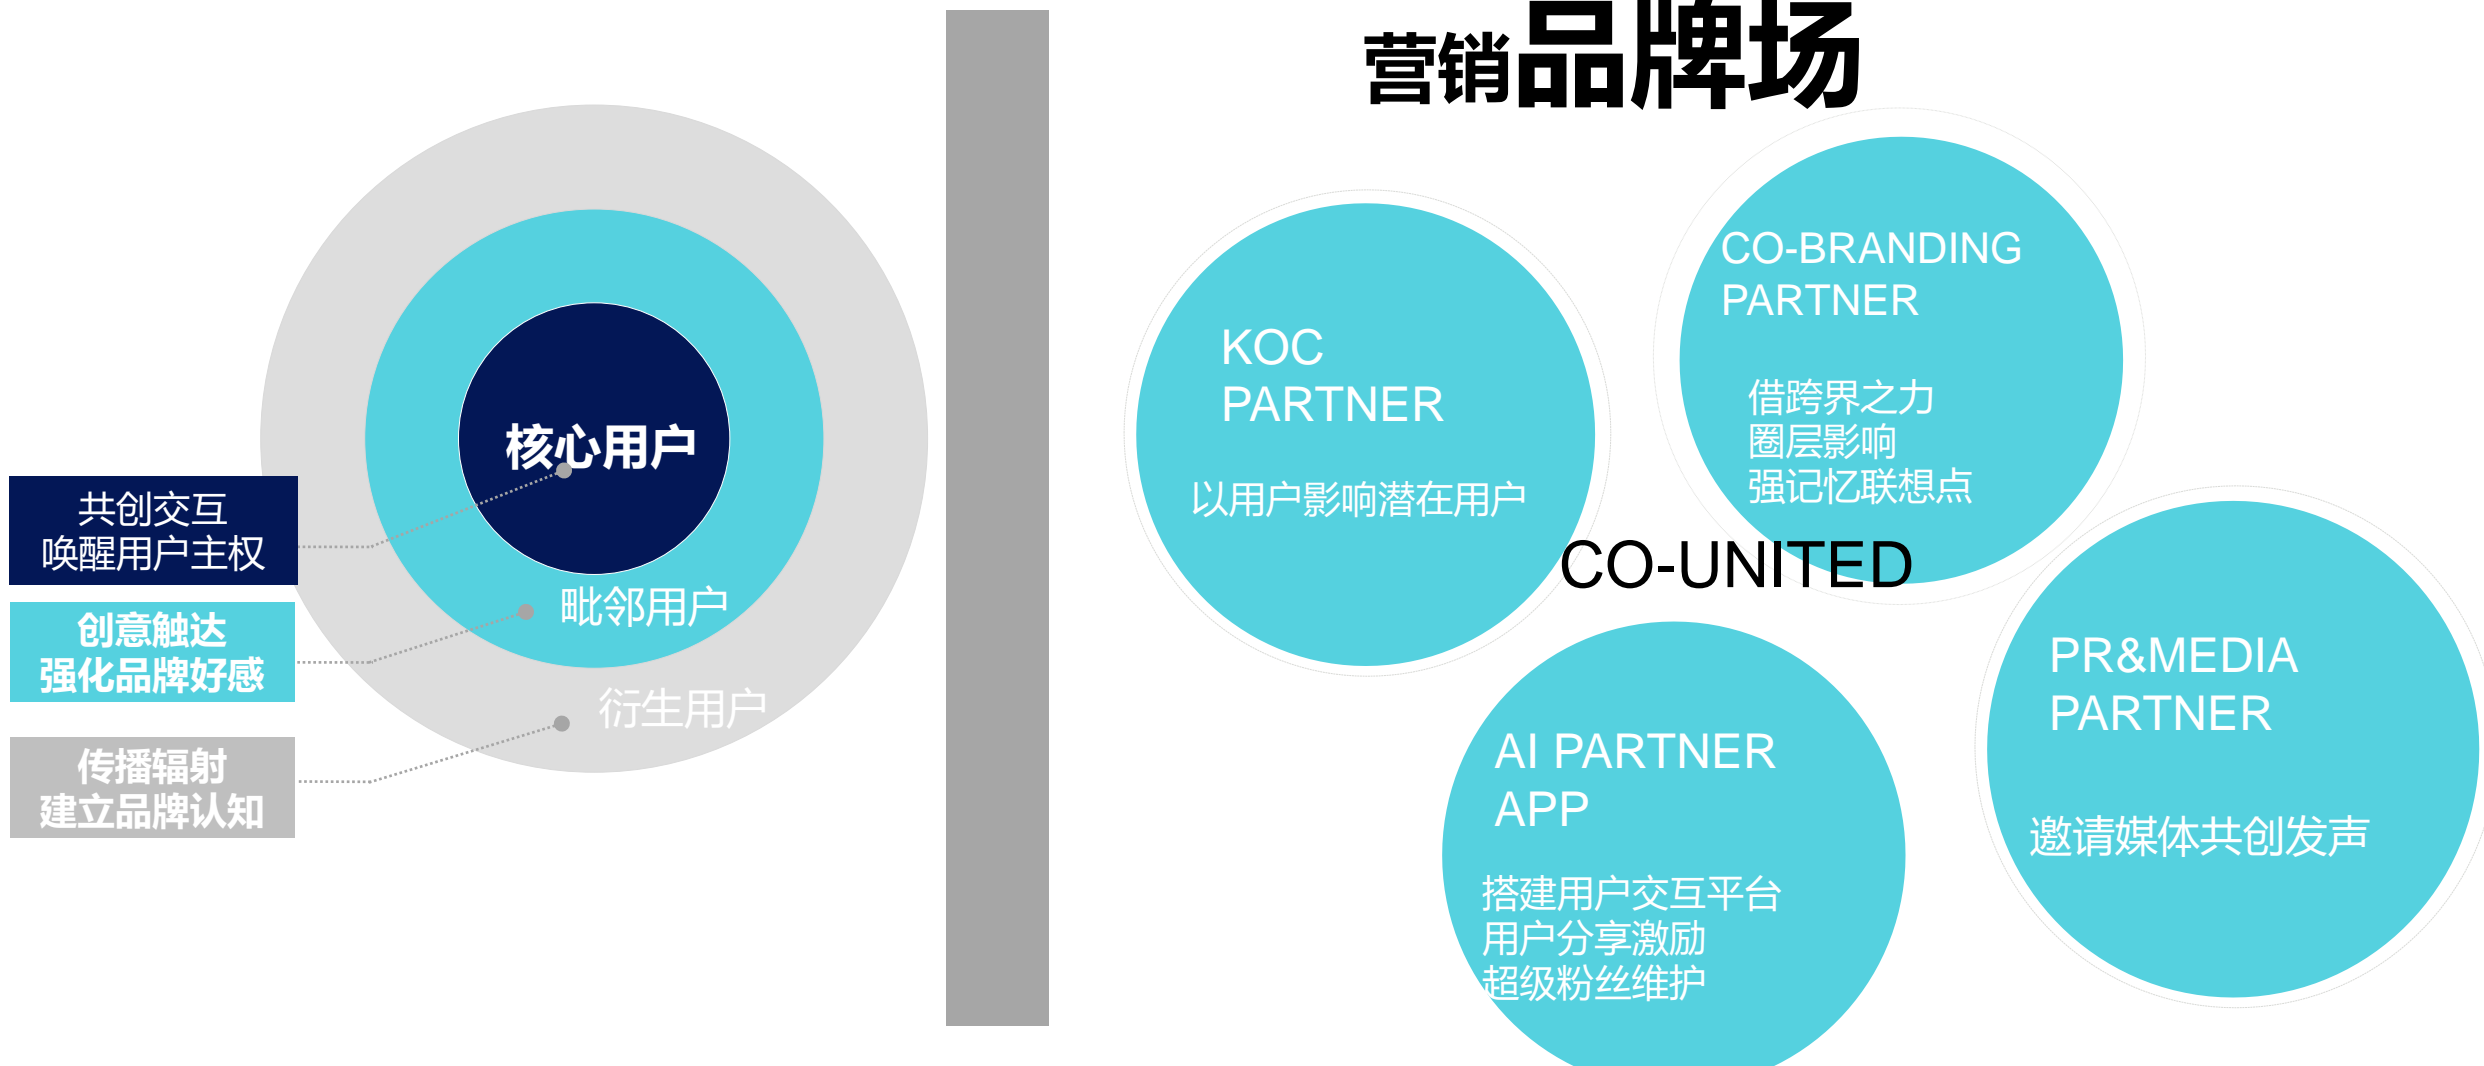 核心用户
共创交互
唤醒用户主权
毗邻用户
创意触达
强化品牌好感
衍生用户
传播辐射
建立品牌认知
营销品牌场
KOC
PARTNER
以用户影响潜在用户
CO-BRANDING
PARTNER
借跨界之力
圈层影响
强记忆联想点
CO-UNITED
AI PARTNER
APP
搭建用户交互平台
用户分享激励
超级粉丝维护
PR&MEDIA
PARTNER
邀请媒体共创发声